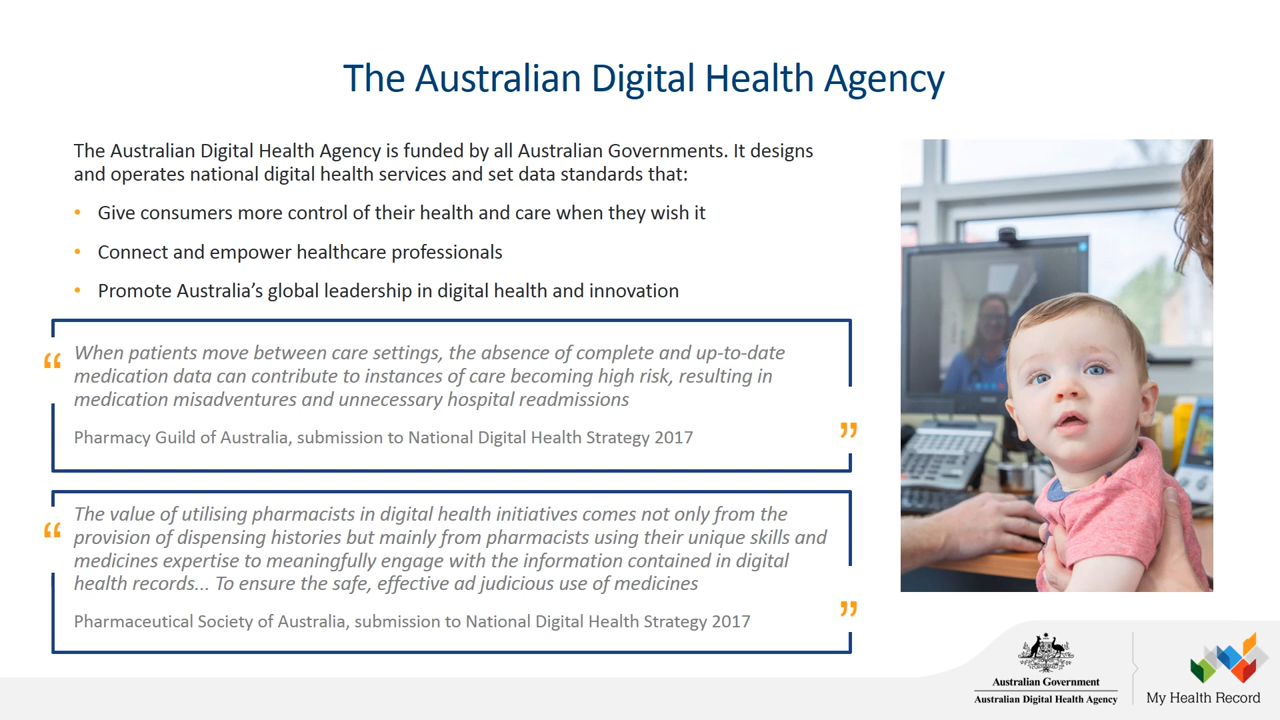 The Australian Digital Health Agency
The Australian Digital Health Agency is funded by all Australian Governments. It designs
and operates national digital health services and set data standards that:
• Give consumers more control of their health and care when they wish it
• Connect and empower healthcare professionals
• Promote Australia’s global leadership in digital health and innovation
“ When patients move between care settings, the absence of complete and up-to-date
medication data can contribute to instances of care becoming high risk, resulting in
medication misadventures and unnecessary hospital readmissions
Pharmacy Guild of Australia, submission to National Digital Health Strategy 2017 ”
“ The value of utilising pharmacists in digital health initiatives comes not only from the
provision of dispensing histories but mainly from pharmacists using their unique skills and
medicines expertise to meaningfully engage with the information contained in digital
health records... To ensure the safe, effective ad judicious use of medicines
Pharmaceutical Society of Australia, submission to National Digital Health Strategy 2017 ”
Australian Government
Australian Digital Health Agency
My Health Record